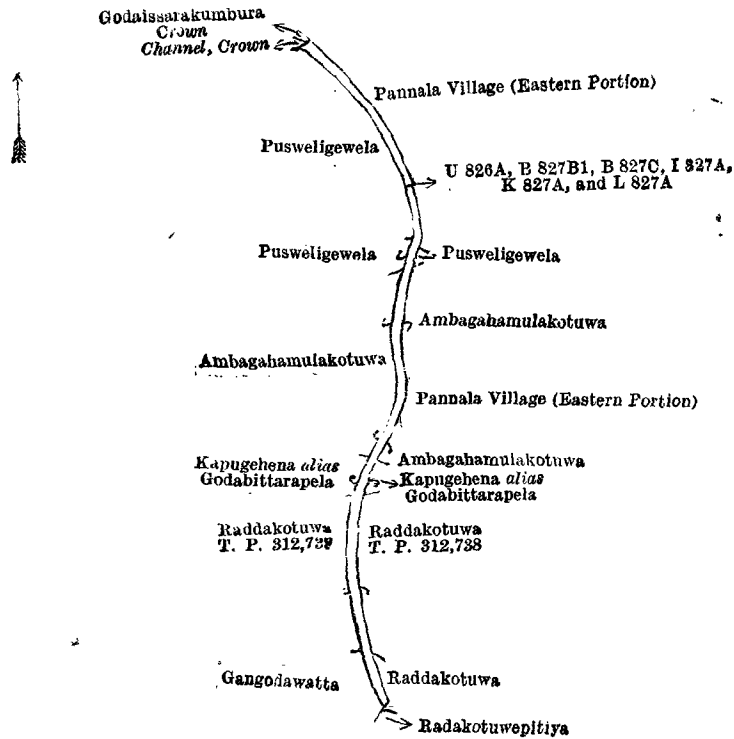 Godaissarakumbura
Crown
Channel, Crown
Pannala Village (Eastern Portion)
Pusweligewela
U 826A, B 827B1, B 827C, I 827A,
K 827A, and L 827A
Pusweligewela
Pusweligewela
Ambagahamulakotuwa
Ambagahamulakotuwa
Pannala Village (Eastern Portion)
Kapugehena alias
Godabittarapela
Ambagahamulakotuwa
Kapugehena alias
Godabittarapela
Raddakotuwa
T. P. 312,739
Raddakotuwa
T. P. 312,738
Gangodawatta
Raddakotuwa
Radakotuwepitiya